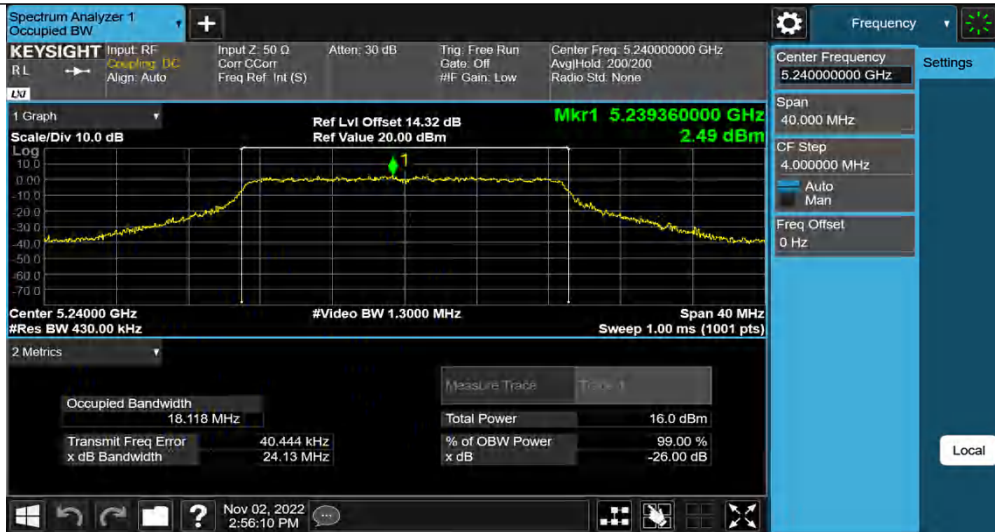 Spectrum Analyzer 1
Occupied BW
+
Frequency
KEYSIGHT Input: RF Input Z: 50 Ω Atten: 30 dB Trig: Free Run Center Freq: 5.240000000 GHz
RL Coupling: DC Corr CCorr Gate: Off Avg|Hold: 200/200
Align: Auto Freq Ref: Int (S) #IF Gain: Low Radio Std: None
LXI
Center Frequency
5.240000000 GHz
Settings
Span
40.000 MHz
CF Step
4.000000 MHz
Auto
Man
Freq Offset
0 Hz
1 Graph
Scale/Div 10.0 dB
Ref Lvl Offset 14.32 dB
Ref Value 20.00 dBm
Mkr1 5.239360000 GHz
2.49 dBm
Log
10.0
0.00
-10.0
-20.0
-30.0
-40.0
-50.0
-60.0
-70.0
1
Center 5.24000 GHz #Video BW 1.3000 MHz Span 40 MHz
#Res BW 430.00 kHz Sweep 1.00 ms (1001 pts)
2 Metrics
Measure Trace Trace 1
Occupied Bandwidth
18.118 MHz
Total Power 16.0 dBm
Transmit Freq Error 40.444 kHz % of OBW Power 99.00 %
x dB Bandwidth 24.13 MHz x dB -26.00 dB
Local
?
Nov 02, 2022
2:56:10 PM